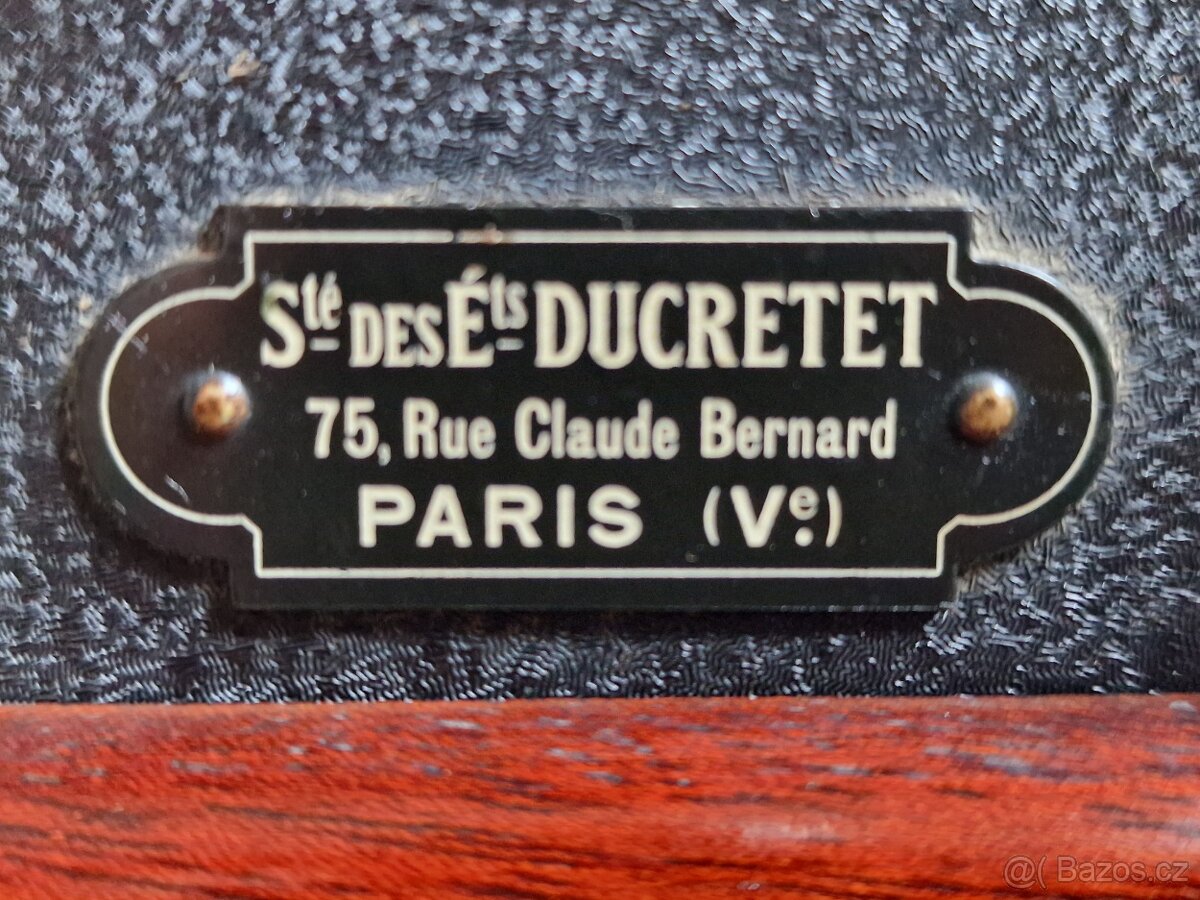 Sté DES Éts DUCRETET
75, Rue Claude Bernard
PARIS (Ve.)
@( Bazos.cz